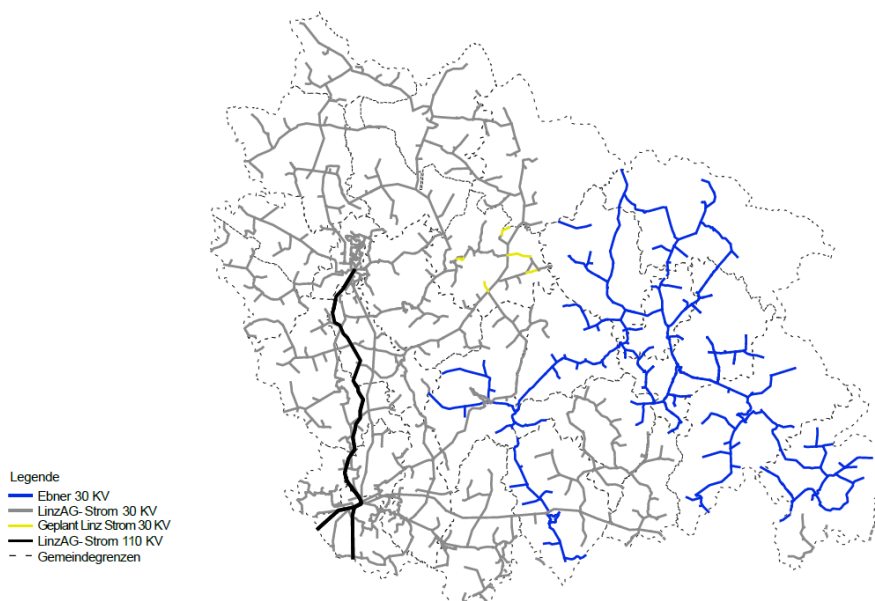 Legende
Ebner 30 KV
LinzAG- Strom 30 KV
Geplant Linz Strom 30 KV
LinzAG- Strom 110 KV
Gemeindegrenzen